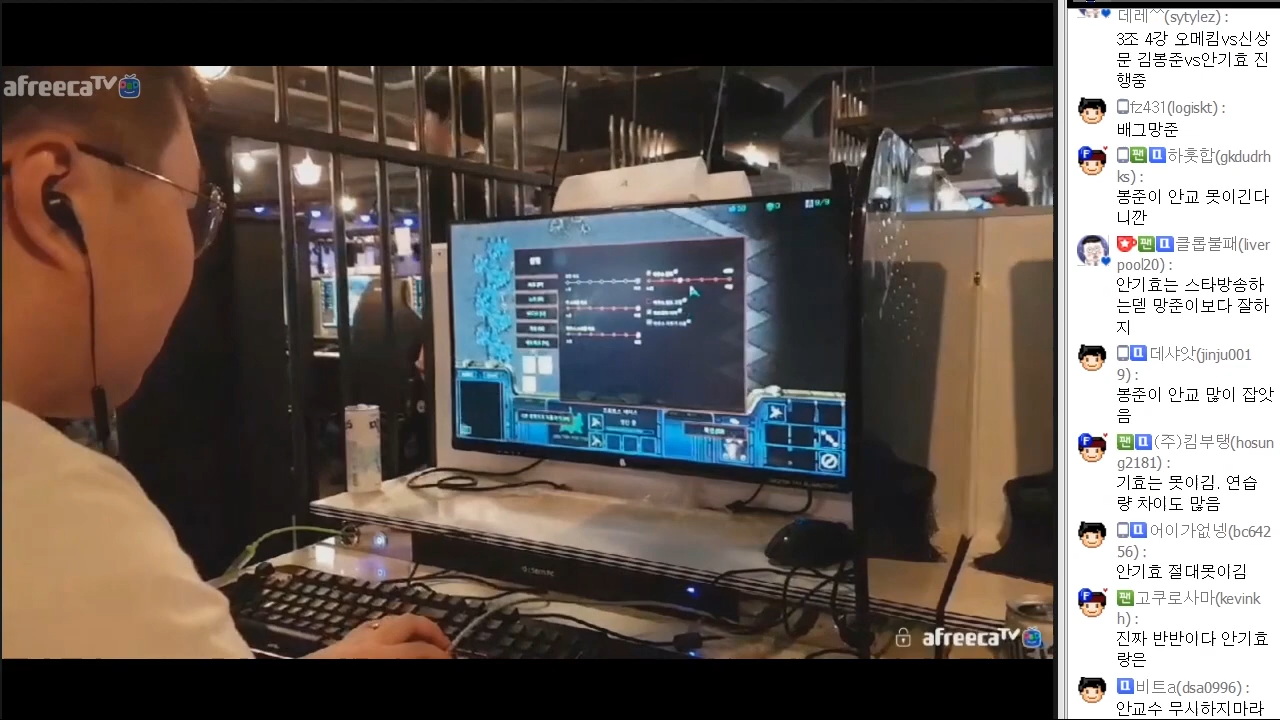 afreecaTV
데레^^(sytylez) :
3조 4강 오메킴vs신상
문 김봉준vs안기효 진
행중
fz431(logiskt) :
배그망준
팬 하흣합(gkdudrh
ks) :
봉준이 안교 못이긴다
니깐
팬 클롭불패(liver
pool20) :
안기효는 스타방송하
는뎀 망준이보다 잘하
지
데샤앗(jinju001
9) :
봉준이 안교 많이 잡앗
음
팬 (주)킴부탱(hosun
g2181) :
기효는 못이김. 연습
량 차이도 많음
어이가없넹(bc642
56) :
안기효 절대못이김
팬 고쿠로사마(kevink
h) :
진짜 반반이다 안기효
랑은
비트a(dsa0996) :
안교수 무시하지마라
afreecaTV